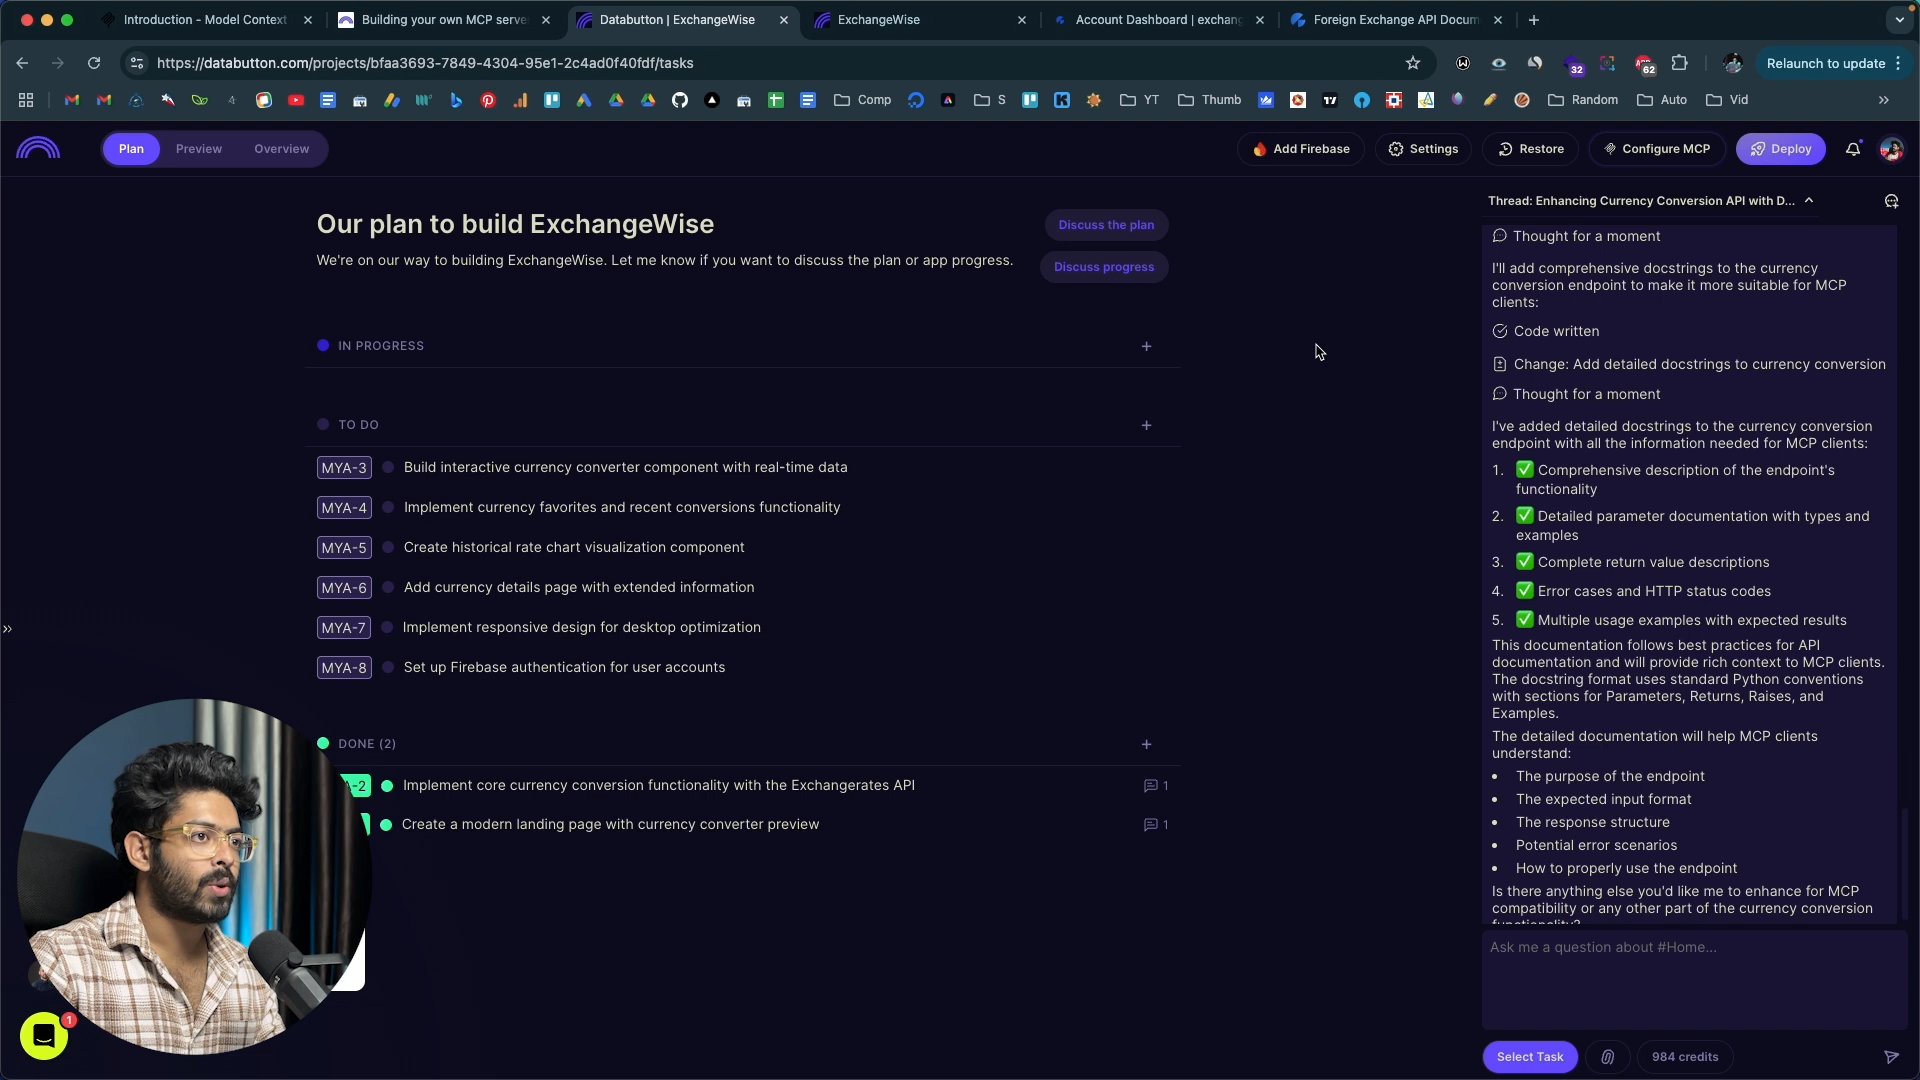 Introduction - Model Context
Building your own MCP serve
Databutton | ExchangeWise
ExchangeWise
Account Dashboard | exchang
Foreign Exchange API Docum
https://databutton.com/projects/bfaa3693-7849-4304-95e1-2c4ad0f40fdf/tasks
32
62
Relaunch to update
Comp
S
YT
Thumb
Random
Auto
Vid
Plan
Preview
Overview
Add Firebase
Settings
Restore
Configure MCP
Deploy
Our plan to build ExchangeWise
We're on our way to building ExchangeWise. Let me know if you want to discuss the plan or app progress.
Discuss the plan
Discuss progress
IN PROGRESS
TO DO
MYA-3 Build interactive currency converter component with real-time data
MYA-4 Implement currency favorites and recent conversions functionality
MYA-5 Create historical rate chart visualization component
MYA-6 Add currency details page with extended information
MYA-7 Implement responsive design for desktop optimization
MYA-8 Set up Firebase authentication for user accounts
DONE (2)
-2 Implement core currency conversion functionality with the Exchangerates API 1
Create a modern landing page with currency converter preview 1
1
Thread: Enhancing Currency Conversion API with D...
Thought for a moment
I'll add comprehensive docstrings to the currency
conversion endpoint to make it more suitable for MCP
clients:
Code written
Change: Add detailed docstrings to currency conversion
Thought for a moment
I've added detailed docstrings to the currency conversion
endpoint with all the information needed for MCP clients:
1. ✅ Comprehensive description of the endpoint's
functionality
2. ✅ Detailed parameter documentation with types and
examples
3. ✅ Complete return value descriptions
4. ✅ Error cases and HTTP status codes
5. ✅ Multiple usage examples with expected results
This documentation follows best practices for API
documentation and will provide rich context to MCP clients.
The docstring format uses standard Python conventions
with sections for Parameters, Returns, Raises, and
Examples.
The detailed documentation will help MCP clients
understand:
• The purpose of the endpoint
• The expected input format
• The response structure
• Potential error scenarios
• How to properly use the endpoint
Is there anything else you'd like me to enhance for MCP
compatibility or any other part of the currency conversion
functionality?
Ask me a question about #Home...
Select Task
984 credits